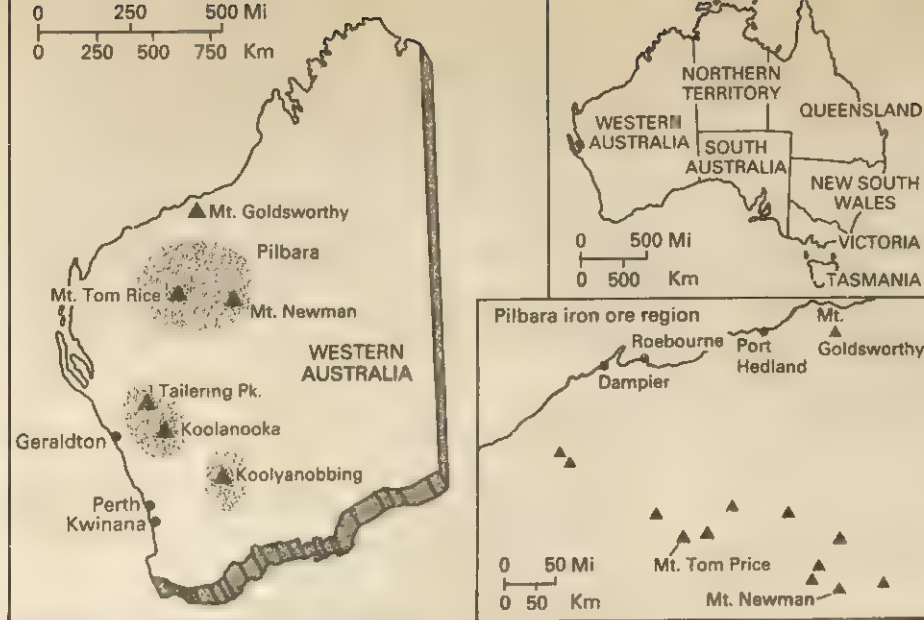 0 250 500 Mi
0 250 500 750 Km
Mt. Goldsworthy
Pilbara
Mt. Tom Rice
Mt. Newman
WESTERN
AUSTRALIA
Tailering Pk.
Koolanooka
Geraldton
Koolyanobbing
Perth
Kwinana
NORTHERN
TERRITORY
QUEENSLAND
WESTERN
AUSTRALIA
SOUTH
AUSTRALIA
NEW SOUTH
WALES
VICTORIA
TASMANIA
0 500 Mi
0 500 Km
Pilbara iron ore region
Mt.
Goldsworthy
Roebourne
Port
Hedland
Dampier
Mt. Tom Price
Mt. Newman
0 50 Mi
0 50 Km